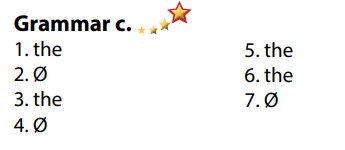 Grammar c.
1. the
2. Ø
3. the
4. Ø
5. the
6. the
7. Ø